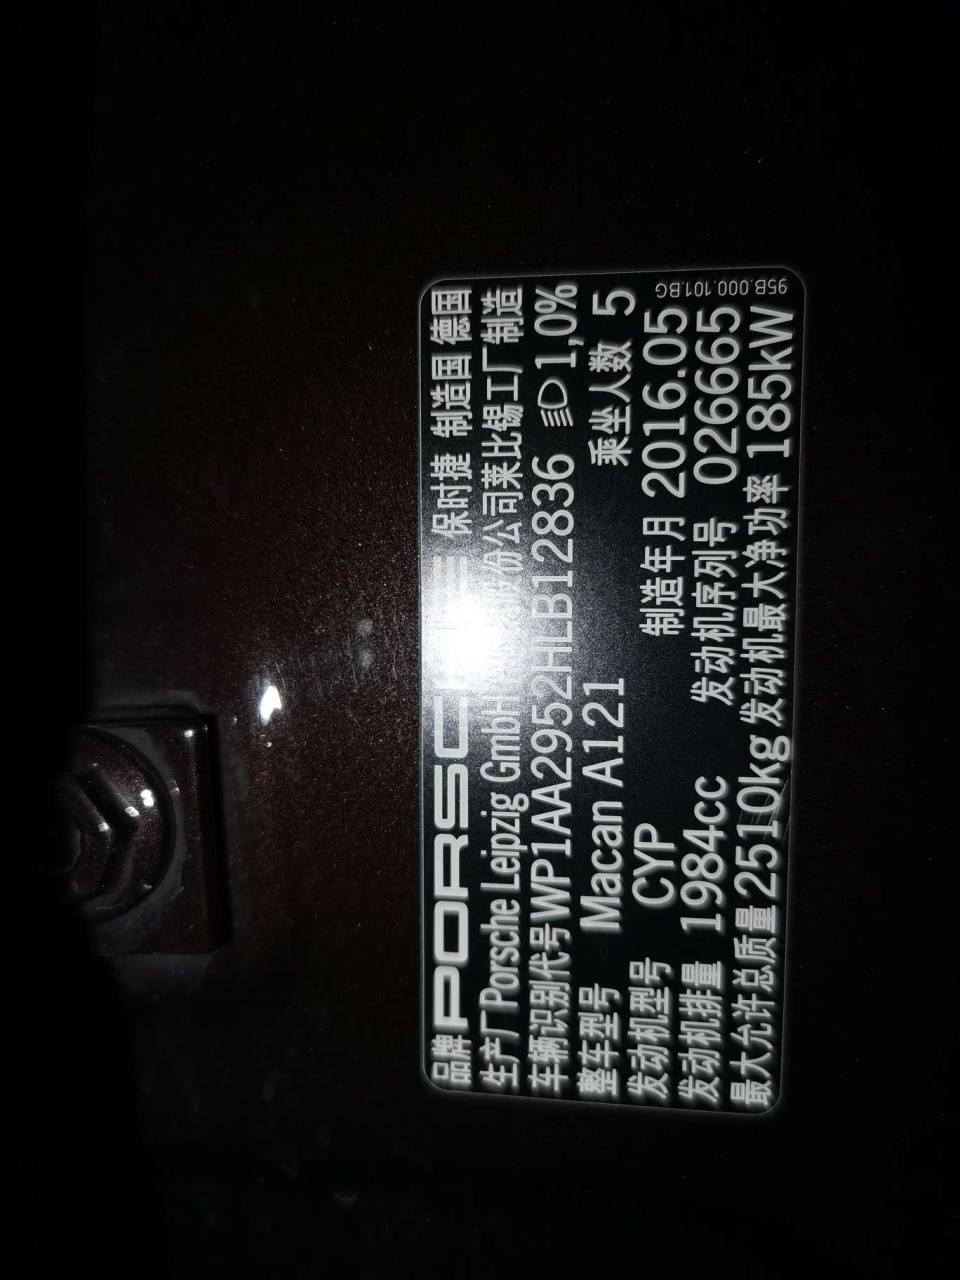 品牌 PORSC 保时捷 制造国 德国
生产厂 Porsche Leipzig GmbH 份公司莱比锡工厂制造
车辆识别代号 WP1AA2952HLB12836 1,0%
整车型号 Macan A121 乘坐人数 5
发动机型号 CYP 制造年月 2016.05
发动机排量 1984cc 发动机序列号 026665
最大允许总质量 2510kg 发动机最大净功率 185kW
95B.000.101.BG